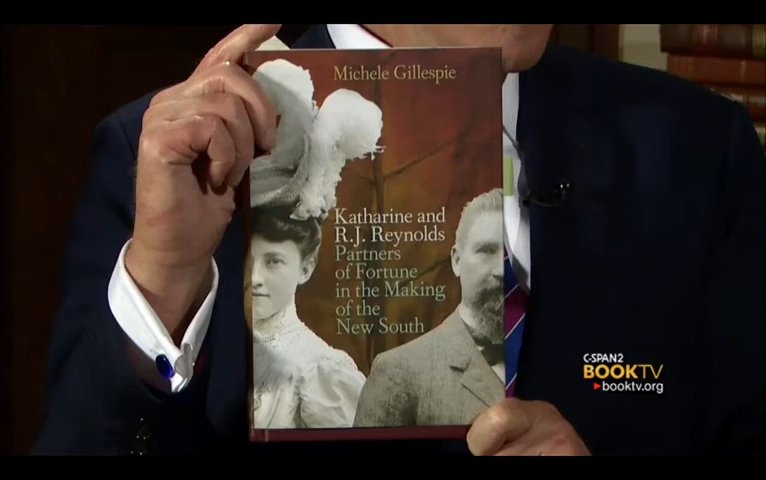 Michele Gillespie
Katharine and
R.J. Reynolds
Partners
of Fortune
in the Making
of the
New South
C-SPAN2
BOOKTV
booktv.org